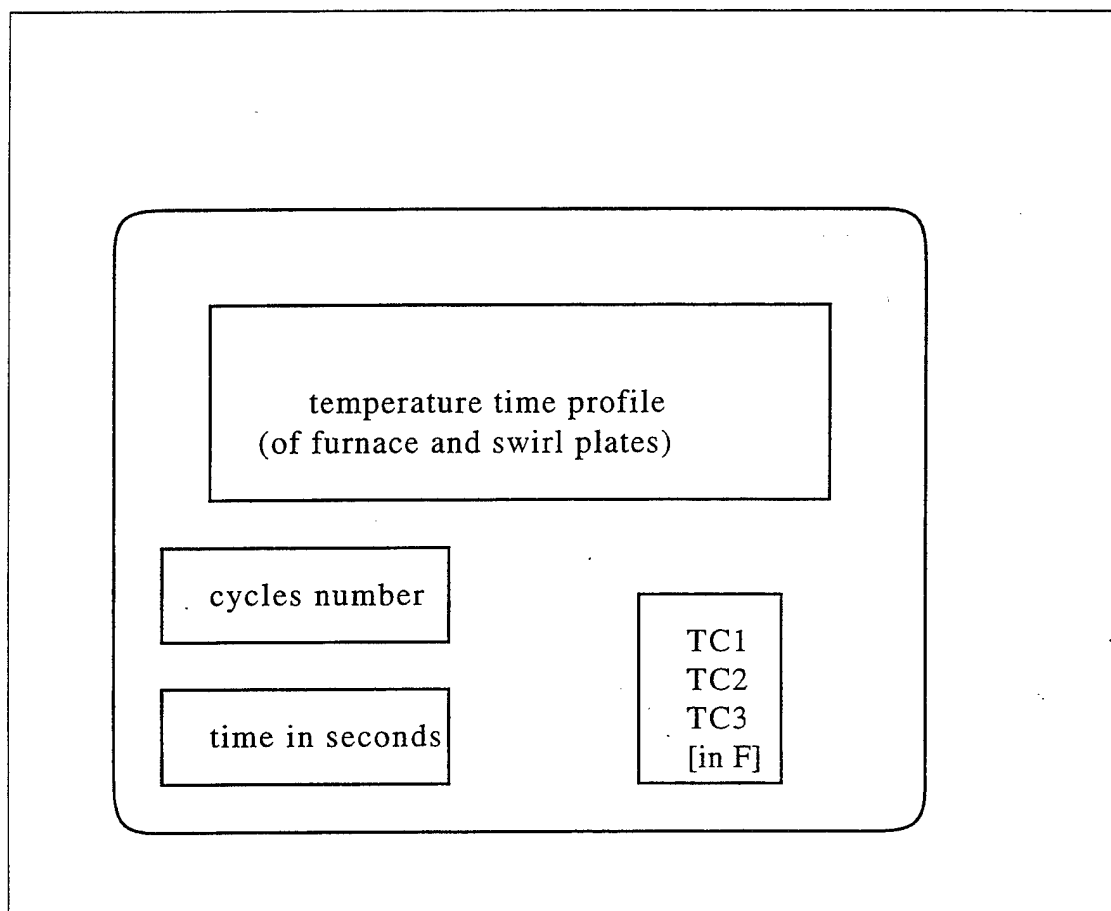 temperature time profile
(of furnace and swirl plates)
cycles number
time in seconds
TC1
TC2
TC3
[in F]